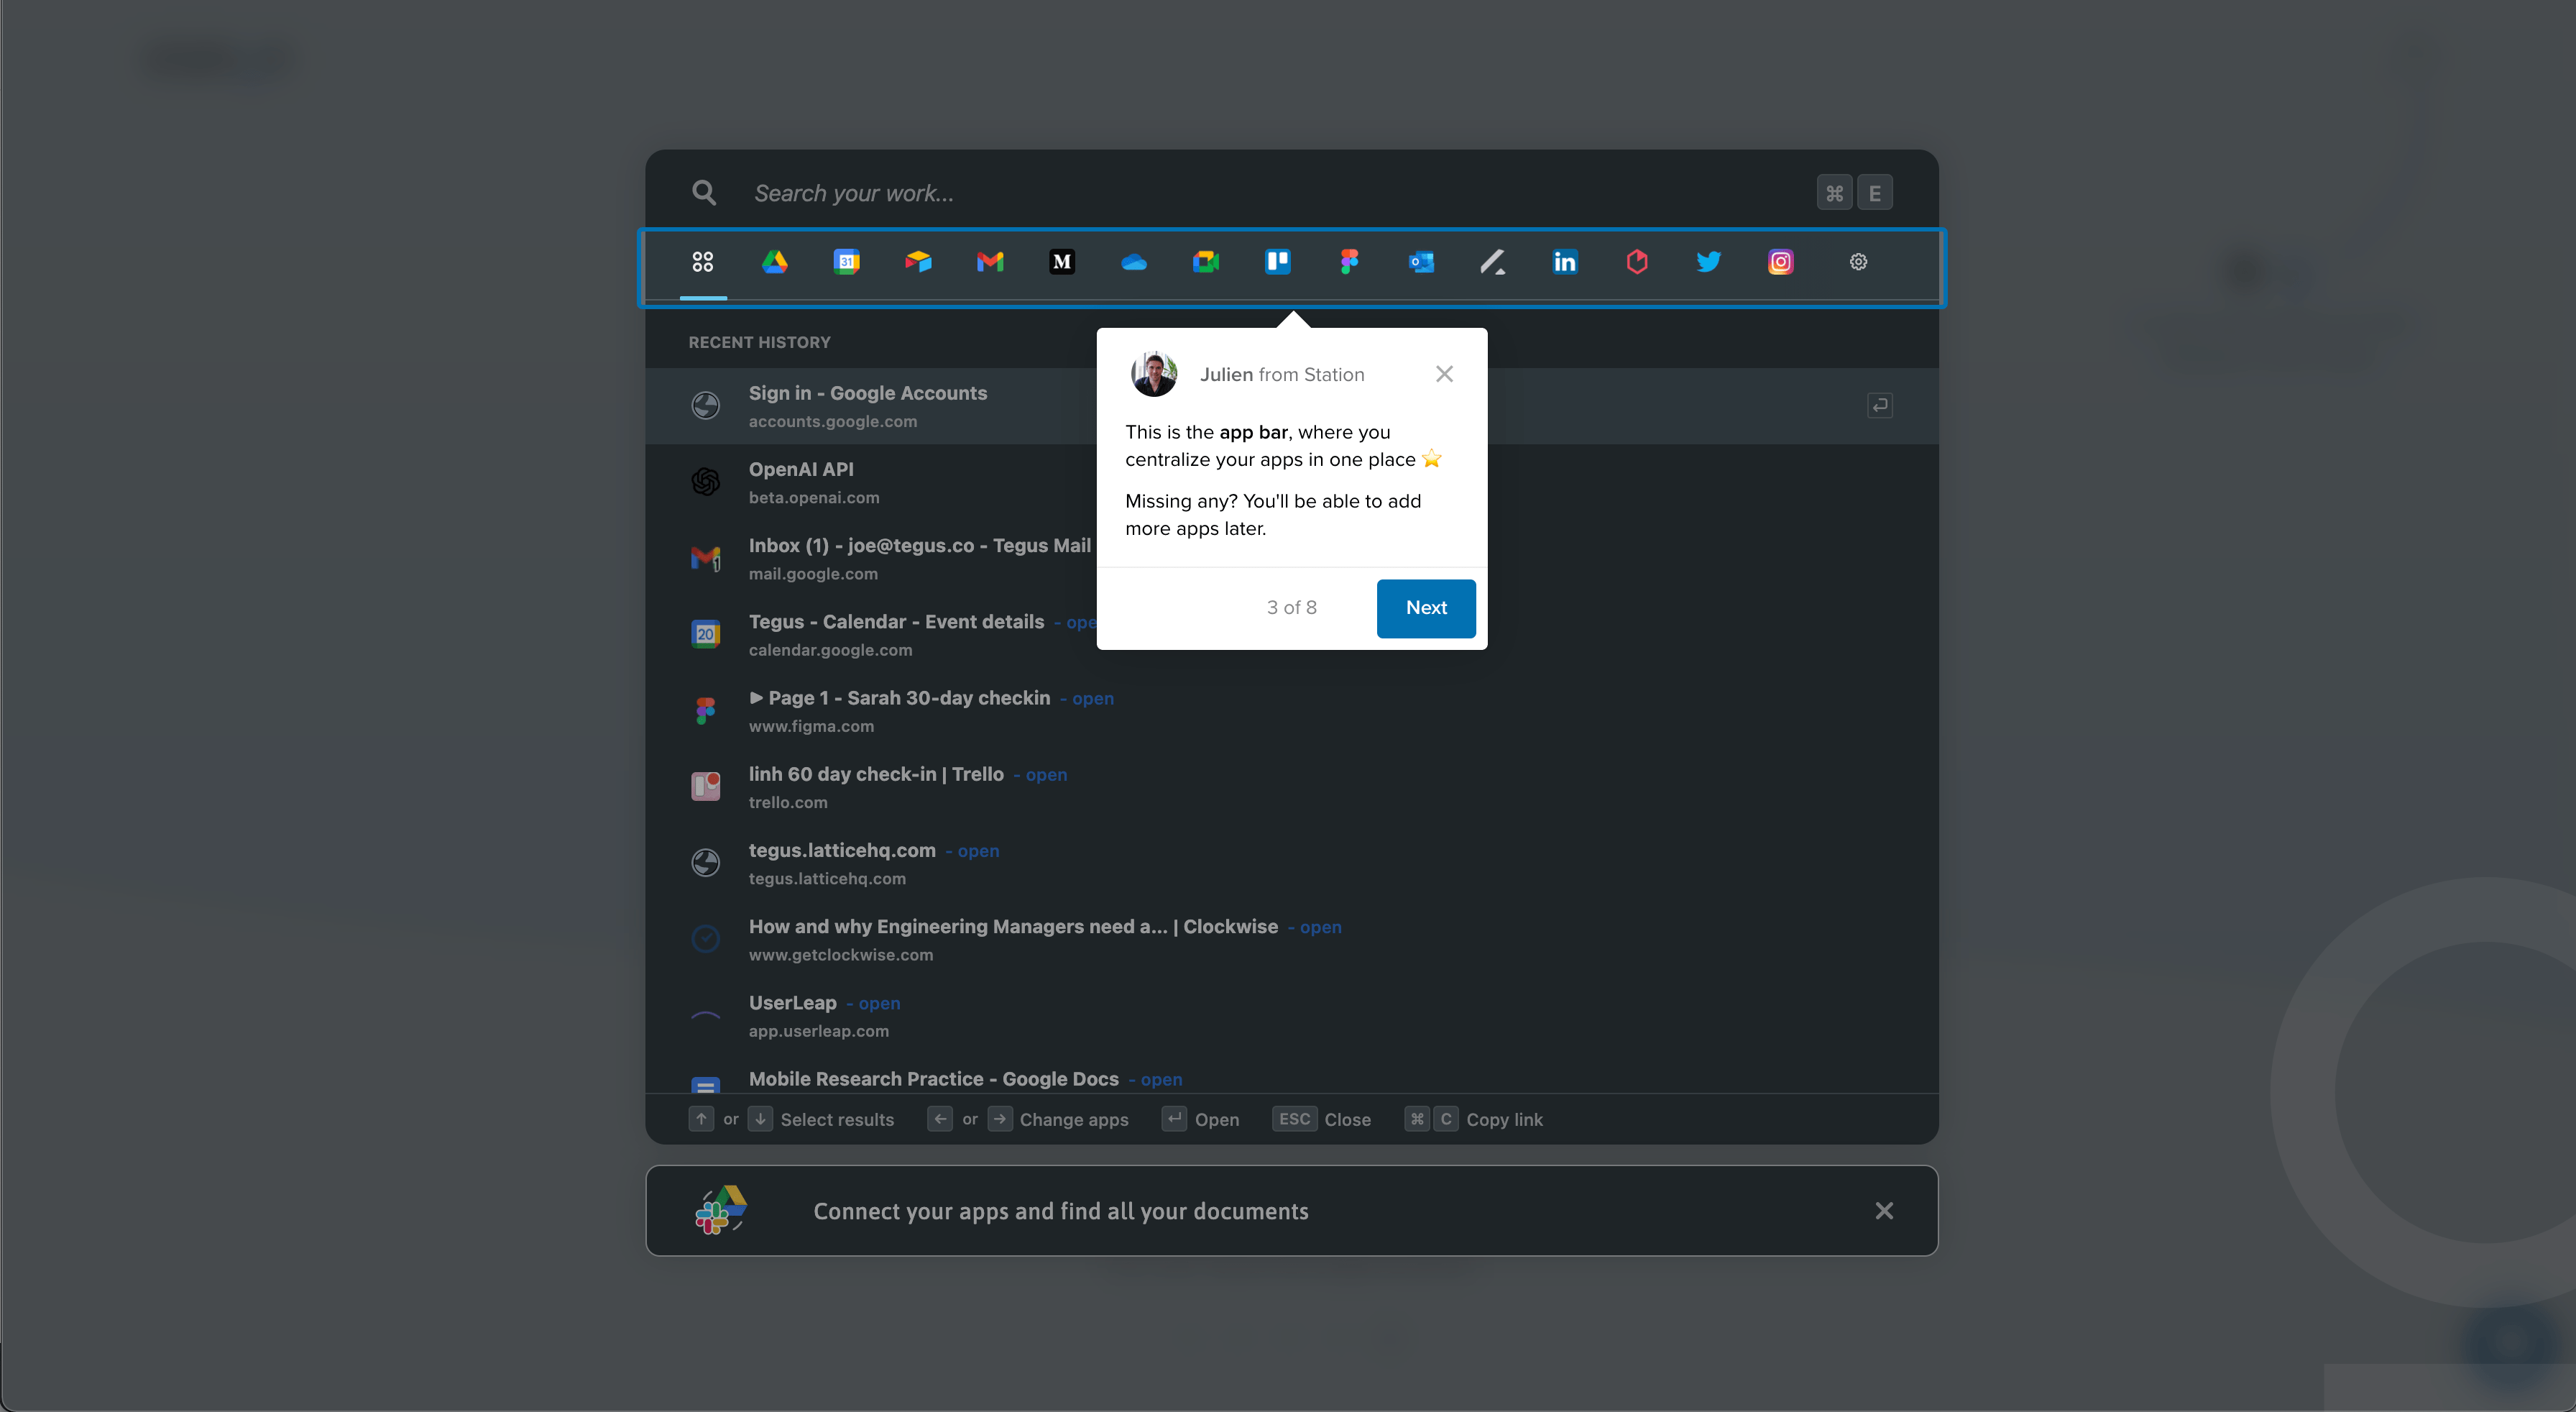 Search your work...
⌘ E
31
M
in
RECENT HISTORY
Sign in - Google Accounts
accounts.google.com
OpenAI API
beta.openai.com
Inbox (1) - joe@tegus.co - Tegus Mail
mail.google.com
20
Tegus - Calendar - Event details - ope
calendar.google.com
Page 1 - Sarah 30-day checkin - open
www.figma.com
linh 60 day check-in | Trello - open
trello.com
tegus.latticehq.com - open
tegus.latticehq.com
How and why Engineering Managers need a... | Clockwise - open
www.getclockwise.com
UserLeap - open
app.userleap.com
Mobile Research Practice - Google Docs - open
Julien from Station
This is the app bar, where you
centralize your apps in one place ⭐
Missing any? You'll be able to add
more apps later.
3 of 8
Next
↑ or ↓ Select results ← or → Change apps ↵ Open ESC Close ⌘ C Copy link
Connect your apps and find all your documents